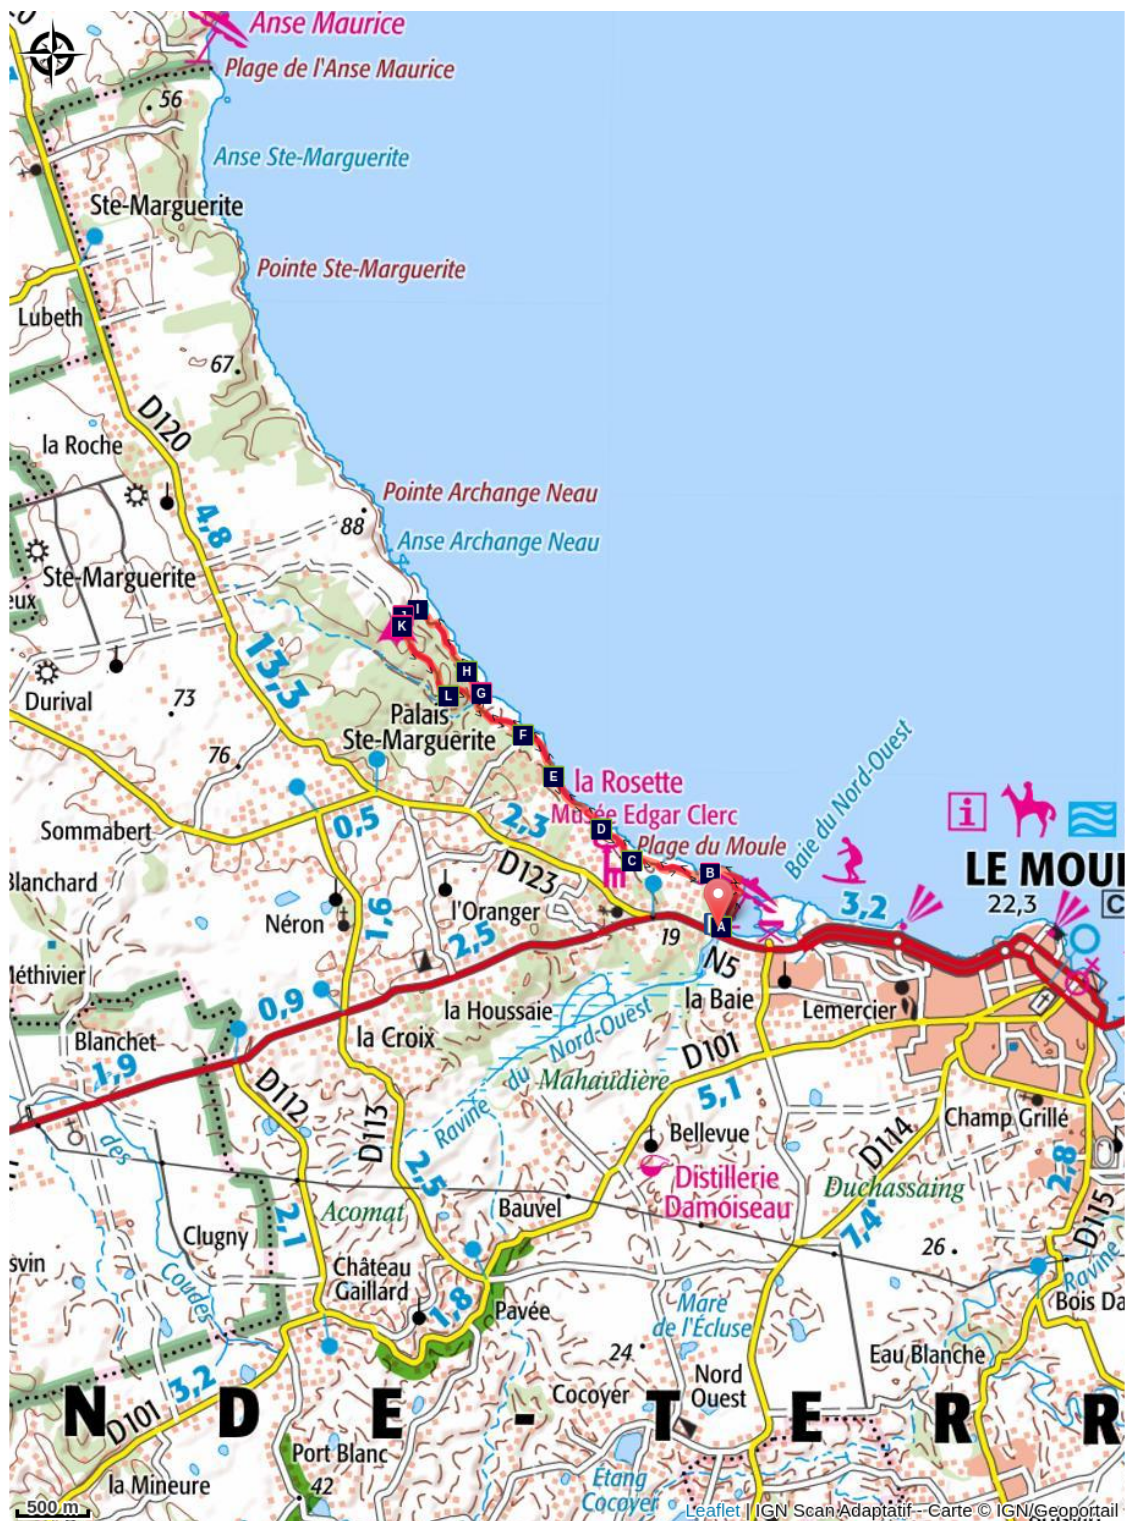 Anse Maurice
Plage de l'Anse Maurice
56
Anse Ste-Marguerite
Ste-Marguerite
Pointe Ste-Marguerite
Lubeth
67
D120
la Roche
Pointe Archange Neau
4,8
88
Anse Archange Neau
Ste-Marguerite
eux
I
J
K
13,3
H
G
L
Durival
73
Palais
Ste-Marguerite
F
76
E
la Rosette
Baie du Nord-Ouest
Musée Edgar Clerc
Sommabert
0,5
2,3
D
Plage du Moule
C
B
D123
LE MOU
Blanchard
22,3
C
3,2
Néron
1,6
l'Oranger
2,5
19
A
N5
Méthivier
0,9
la Houssaie
la Baie
Lemercier
Blanchet
la Croix
Ravine du Nord-Ouest
D101
1,9
Mahaudière
5,1
D112
D113
Champ Grillé
des Coudes
Bellevue
D114
Distillerie
Damoiseau
2,8
2,5
Duchassaing
Acomat
Bauvel
2,1
7,4
D115
Clugny
26
svin
Château
Gaillard
Ravine
1,8
Pavée
Mare
de l'Écluse
Bois Da
24
Eau Blanche
3,2
Nord
Ouest
Cocoyer
N D E - T E R R
D101
Port Blanc
la Mineure
42
Étang
Cocoyer
500 m
Leaflet | IGN Scan Adaptatif - Carte © IGN/Geoportail